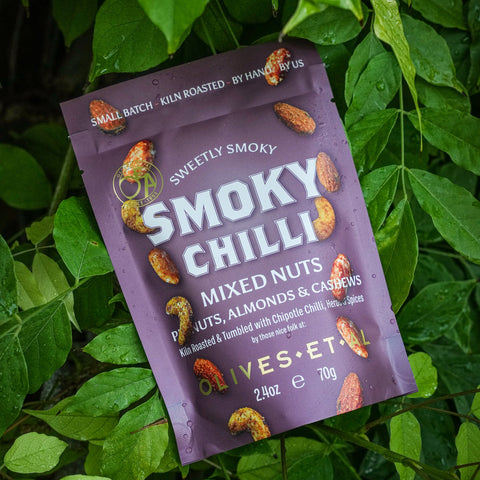 SMALL BATCH - KILN ROASTED - BY HAND BY US
SWEETLY SMOKY
SMOKY
CHILLI
MIXED NUTS
PEANUTS, ALMONDS & CASHEWS
Kiln Roasted & Tumbled with Chipotle Chilli, Herbs & Spices
by those nice folk at:
OLIVES•ET•AL
2.4oz e 70g